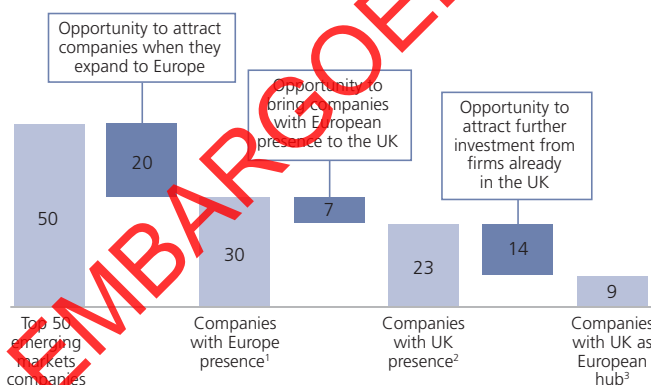 Opportunity to attract
companies when they
expand to Europe
Opportunity to
bring companies
with European
presence to the UK
Opportunity to
attract further
investment from
firms already
in the UK
50
20
30
7
23
14
9
Top 50
emerging
markets
companies
Companies
with Europe
presence¹
Companies
with UK
presence²
Companies
with UK as
European
hub³
EMBARGOE